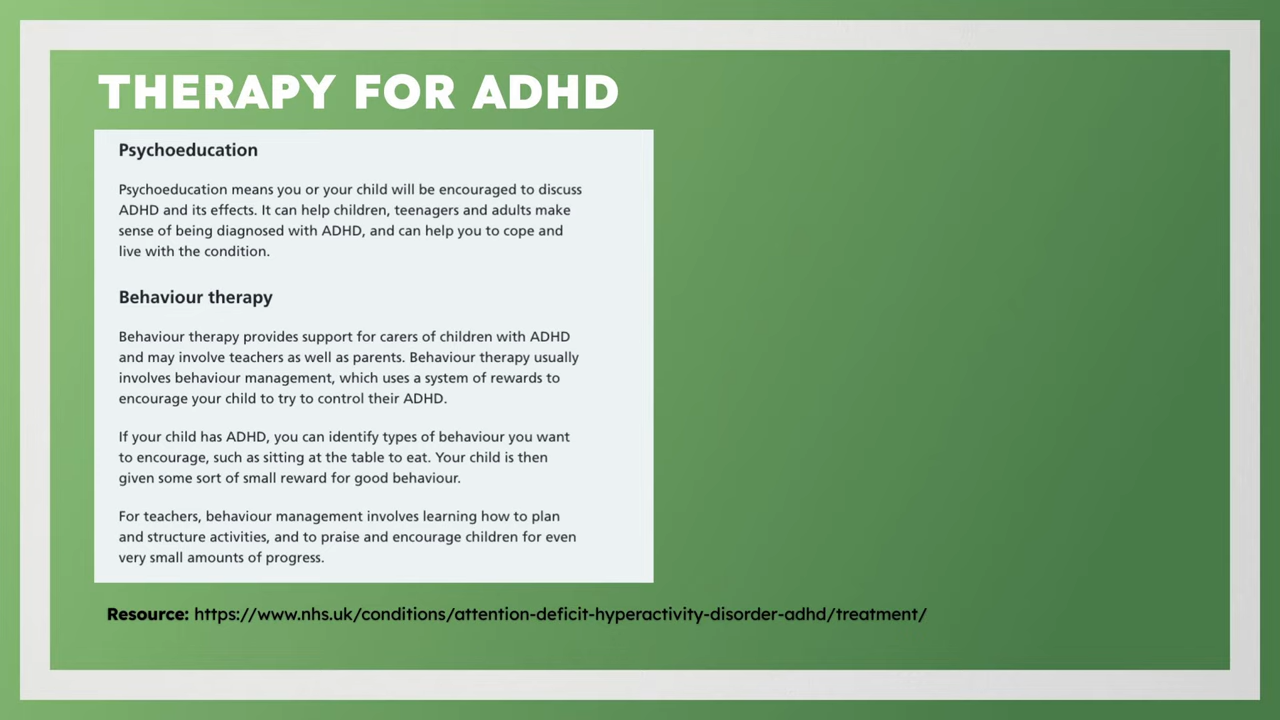 THERAPY FOR ADHD
Psychoeducation
Psychoeducation means you or your child will be encouraged to discuss
ADHD and its effects. It can help children, teenagers and adults make
sense of being diagnosed with ADHD, and can help you to cope and
live with the condition.
Behaviour therapy
Behaviour therapy provides support for carers of children with ADHD
and may involve teachers as well as parents. Behaviour therapy usually
involves behaviour management, which uses a system of rewards to
encourage your child to try to control their ADHD.
If your child has ADHD, you can identify types of behaviour you want
to encourage, such as sitting at the table to eat. Your child is then
given some sort of small reward for good behaviour.
For teachers, behaviour management involves learning how to plan
and structure activities, and to praise and encourage children for even
very small amounts of progress.
Resource: https://www.nhs.uk/conditions/attention-deficit-hyperactivity-disorder-adhd/treatment/